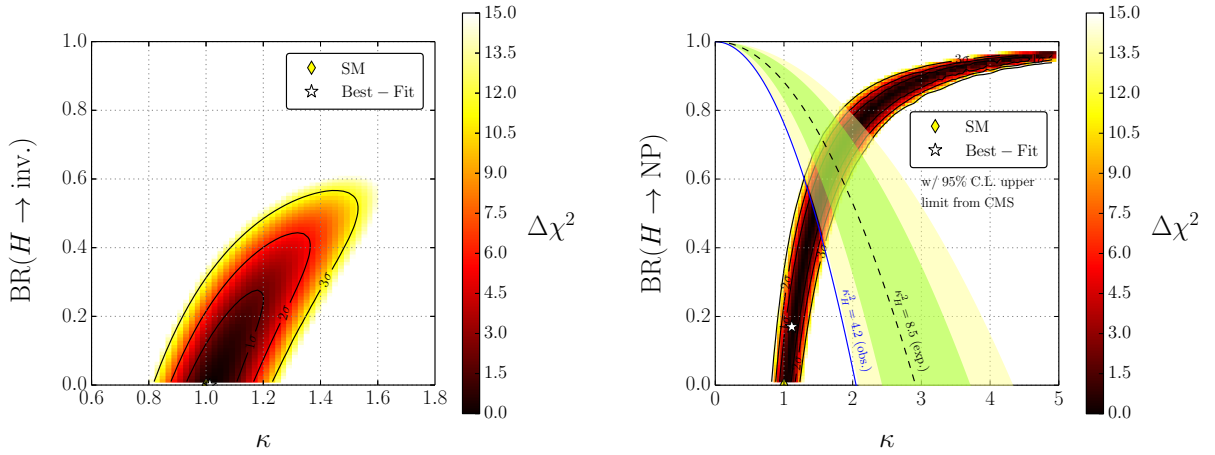 BR(H → inv.)
1.0
0.8
0.6
0.4
0.2
0.0
0.6 0.8 1.0 1.2 1.4 1.6 1.8
κ
SM
Best − Fit
1σ
2σ
3σ
15.0
13.5
12.0
10.5
9.0
7.5
6.0
4.5
3.0
1.5
0.0
Δχ²
BR(H → NP)
1.0
0.8
0.6
0.4
0.2
0.0
0 1 2 3 4 5
κ
SM
Best − Fit
w/ 95% C.L. upper
limit from CMS
κ²_H = 4.2 (obs.)
κ²_H = 8.5 (exp.)
3σ
2σ
15.0
13.5
12.0
10.5
9.0
7.5
6.0
4.5
3.0
1.5
0.0
Δχ²